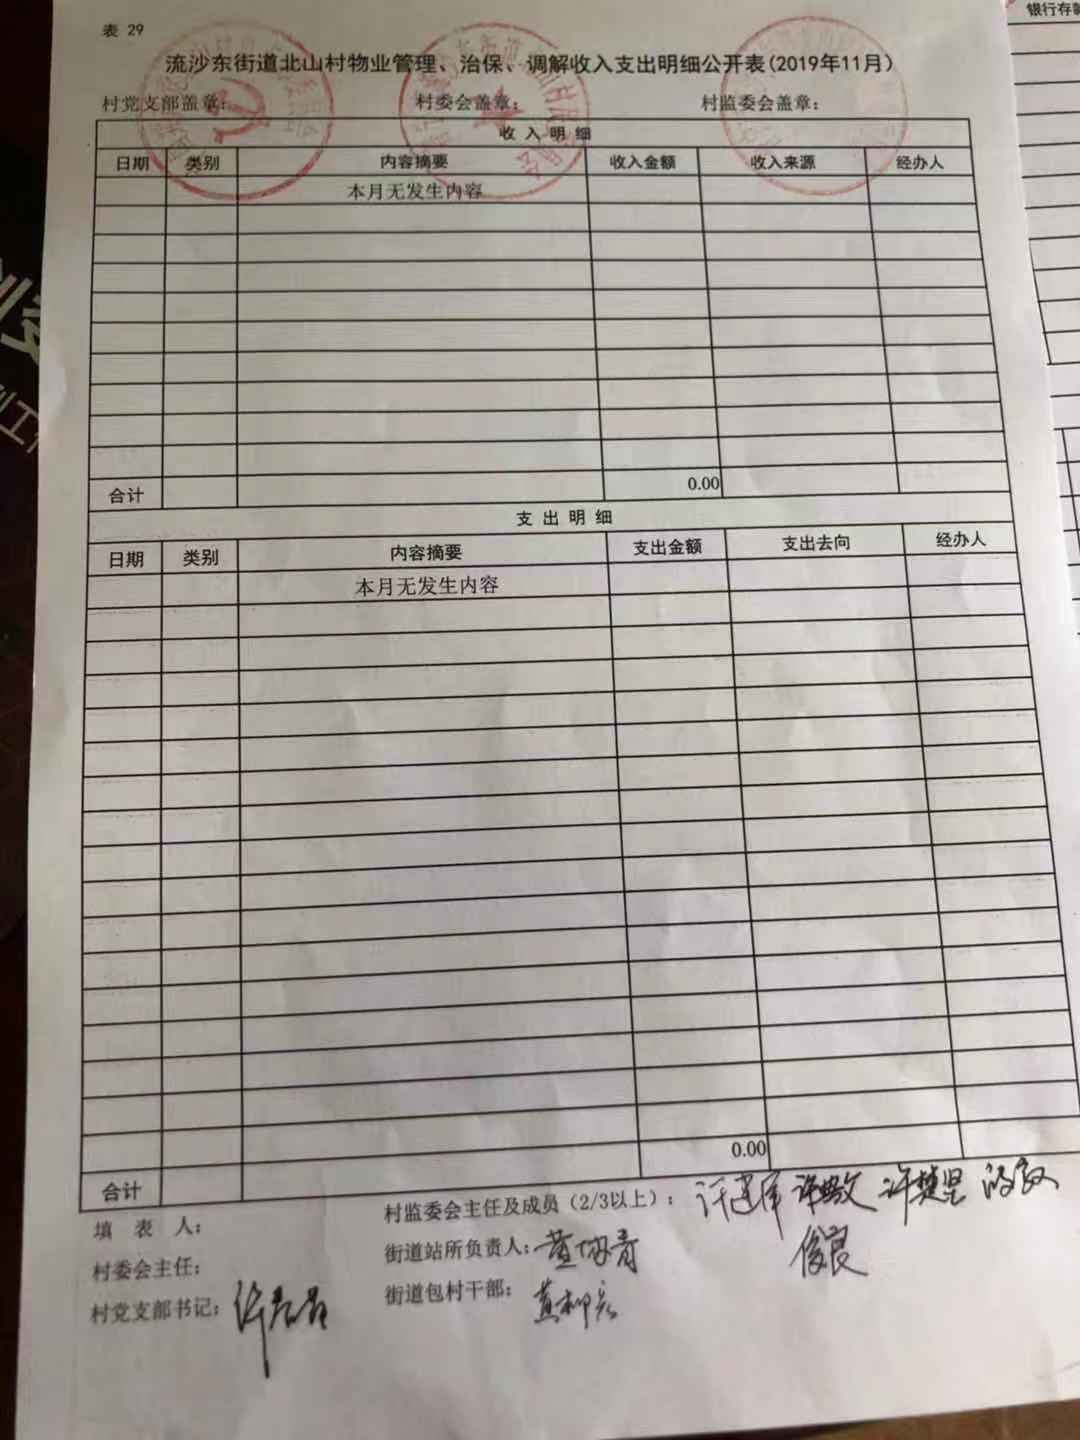 表 29
银行存款
流沙东街道北山村物业管理、治保、调解收入支出明细公开表(2019年11月)
村党支部盖章： 村委会盖章： 村监委会盖章：
收 入 明 细
日期 类别 内容摘要 收入金额 收入来源 经办人
本月无发生内容
合计 0.00
支 出 明 细
日期 类别 内容摘要 支出金额 支出去向 经办人
本月无发生内容
合计 0.00
填 表 人： 村监委会主任及成员（2/3以上）：
村委会主任： 街道站所负责人：
村党支部书记： 街道包村干部：